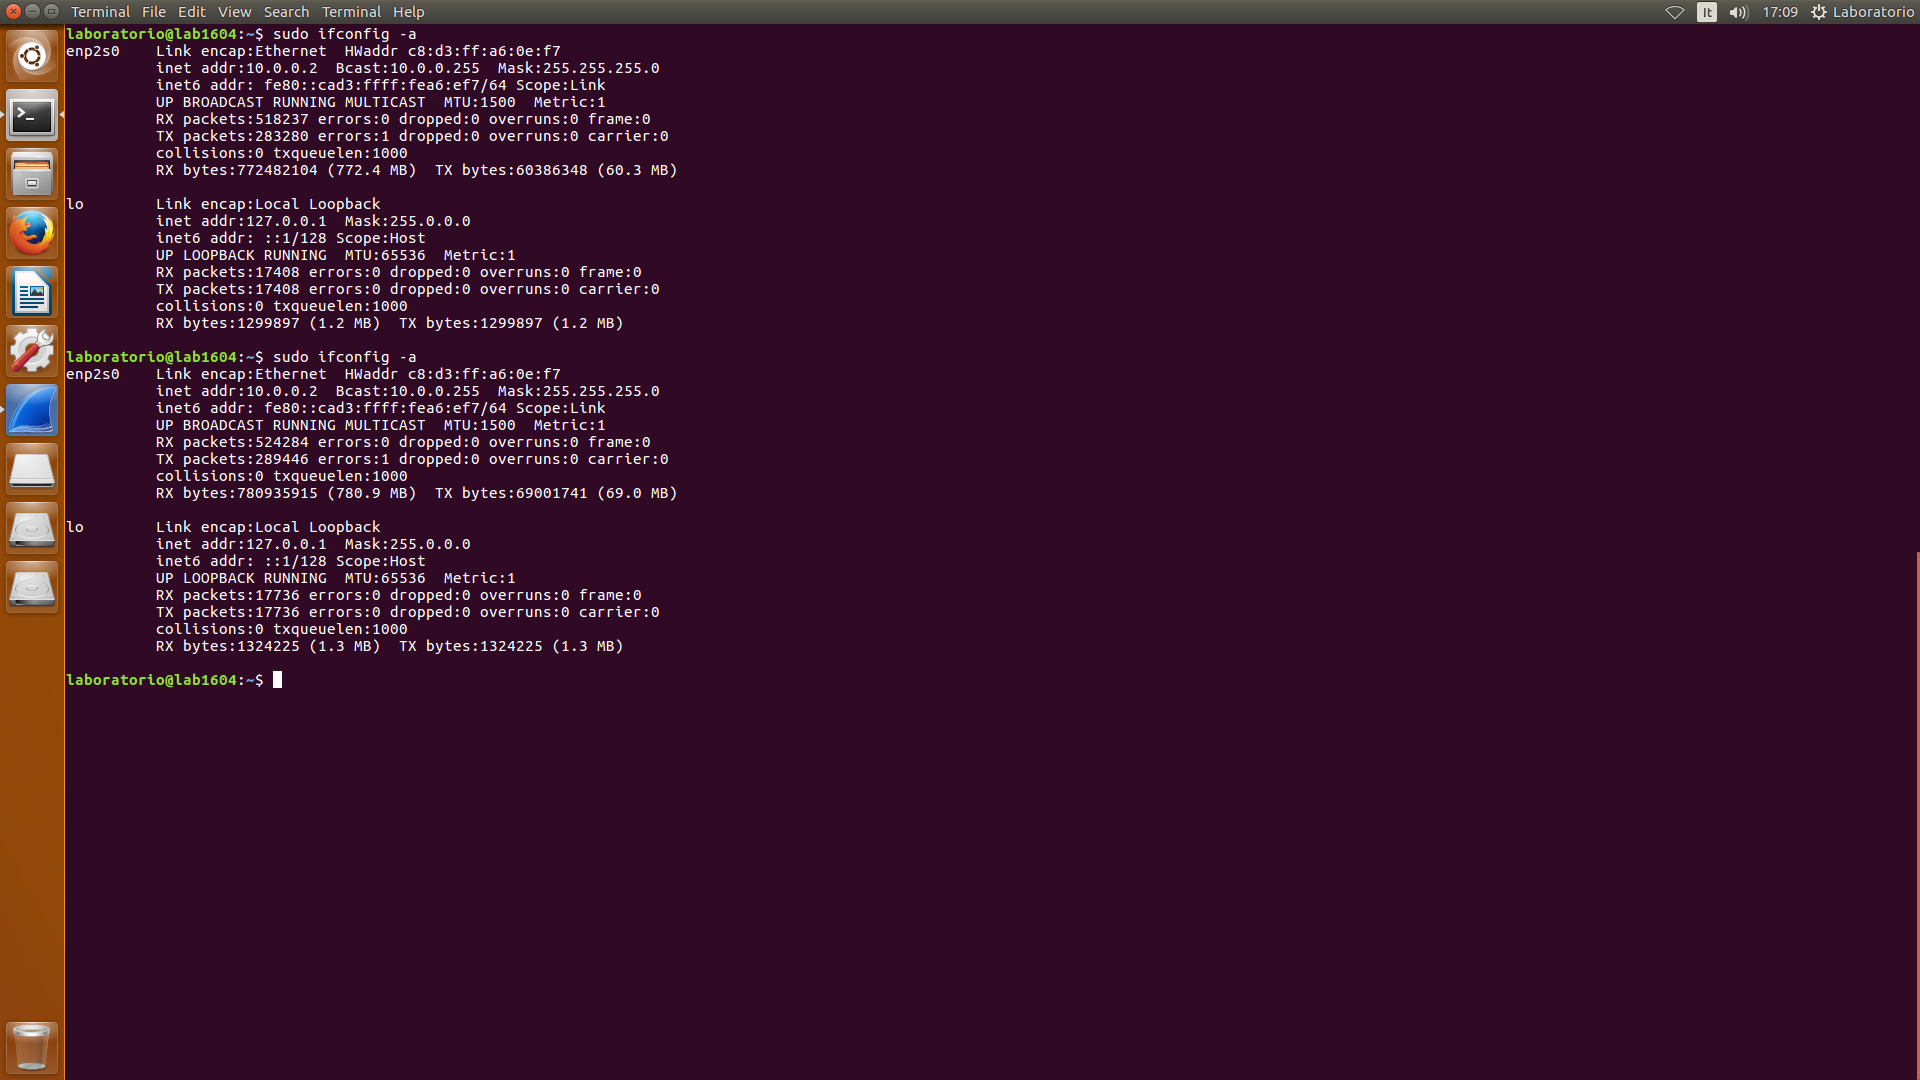 Terminal File Edit View Search Terminal Help It 17:09 Laboratorio
laboratorio@lab1604:~$ sudo ifconfig -a
enp2s0    Link encap:Ethernet  HWaddr c8:d3:ff:a6:0e:f7
          inet addr:10.0.0.2  Bcast:10.0.0.255  Mask:255.255.255.0
          inet6 addr: fe80::cad3:ffff:fea6:ef7/64 Scope:Link
          UP BROADCAST RUNNING MULTICAST  MTU:1500  Metric:1
          RX packets:518237 errors:0 dropped:0 overruns:0 frame:0
          TX packets:283280 errors:1 dropped:0 overruns:0 carrier:0
          collisions:0 txqueuelen:1000
          RX bytes:772482104 (772.4 MB)  TX bytes:60386348 (60.3 MB)

lo        Link encap:Local Loopback
          inet addr:127.0.0.1  Mask:255.0.0.0
          inet6 addr: ::1/128 Scope:Host
          UP LOOPBACK RUNNING  MTU:65536  Metric:1
          RX packets:17408 errors:0 dropped:0 overruns:0 frame:0
          TX packets:17408 errors:0 dropped:0 overruns:0 carrier:0
          collisions:0 txqueuelen:1000
          RX bytes:1299897 (1.2 MB)  TX bytes:1299897 (1.2 MB)

laboratorio@lab1604:~$ sudo ifconfig -a
enp2s0    Link encap:Ethernet  HWaddr c8:d3:ff:a6:0e:f7
          inet addr:10.0.0.2  Bcast:10.0.0.255  Mask:255.255.255.0
          inet6 addr: fe80::cad3:ffff:fea6:ef7/64 Scope:Link
          UP BROADCAST RUNNING MULTICAST  MTU:1500  Metric:1
          RX packets:524284 errors:0 dropped:0 overruns:0 frame:0
          TX packets:289446 errors:1 dropped:0 overruns:0 carrier:0
          collisions:0 txqueuelen:1000
          RX bytes:780935915 (780.9 MB)  TX bytes:69001741 (69.0 MB)

lo        Link encap:Local Loopback
          inet addr:127.0.0.1  Mask:255.0.0.0
          inet6 addr: ::1/128 Scope:Host
          UP LOOPBACK RUNNING  MTU:65536  Metric:1
          RX packets:17736 errors:0 dropped:0 overruns:0 frame:0
          TX packets:17736 errors:0 dropped:0 overruns:0 carrier:0
          collisions:0 txqueuelen:1000
          RX bytes:1324225 (1.3 MB)  TX bytes:1324225 (1.3 MB)

laboratorio@lab1604:~$